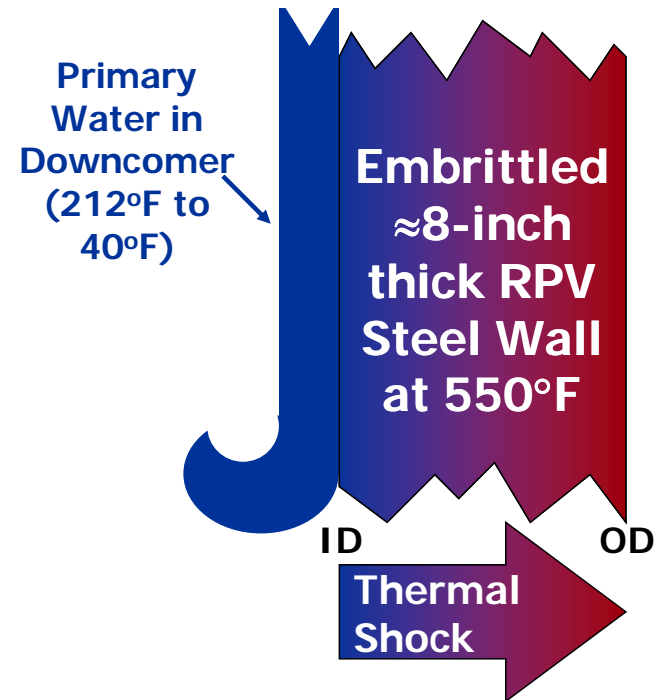 Primary
Water in
Downcomer
(212ºF to
40ºF)
Embrittled
≈8-inch
thick RPV
Steel Wall
at 550°F
ID
OD
Thermal
Shock